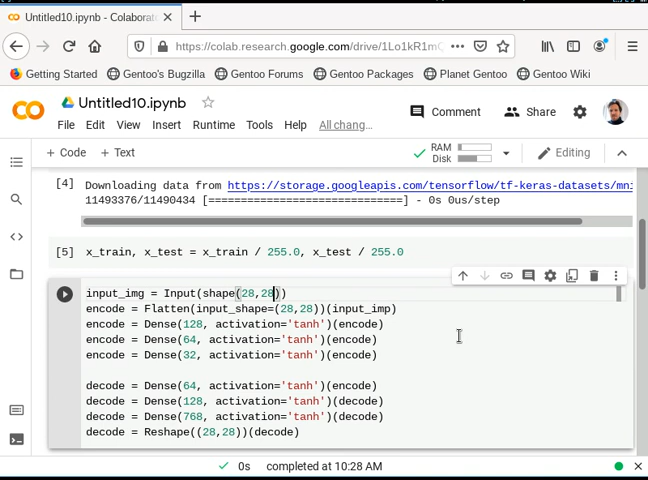 Untitled10.ipynb - Colaborat
https://colab.research.google.com/drive/1Lo1kR1m
Getting Started Gentoo's Bugzilla Gentoo Forums Gentoo Packages Planet Gentoo Gentoo Wiki
CO Untitled10.ipynb
Comment Share
File Edit View Insert Runtime Tools Help All chang...
+ Code + Text RAM Disk Editing
[4] Downloading data from https://storage.googleapis.com/tensorflow/tf-keras-datasets/mni
11493376/11490434 [==============================] - 0s 0us/step
[5] x_train, x_test = x_train / 255.0, x_test / 255.0
input_img = Input(shape(28,28))
encode = Flatten(input_shape=(28,28))(input_imp)
encode = Dense(128, activation='tanh')(encode)
encode = Dense(64, activation='tanh')(encode)
encode = Dense(32, activation='tanh')(encode)
decode = Dense(64, activation='tanh')(encode)
decode = Dense(128, activation='tanh')(decode)
decode = Dense(768, activation='tanh')(decode)
decode = Reshape((28,28))(decode)
0s completed at 10:28 AM